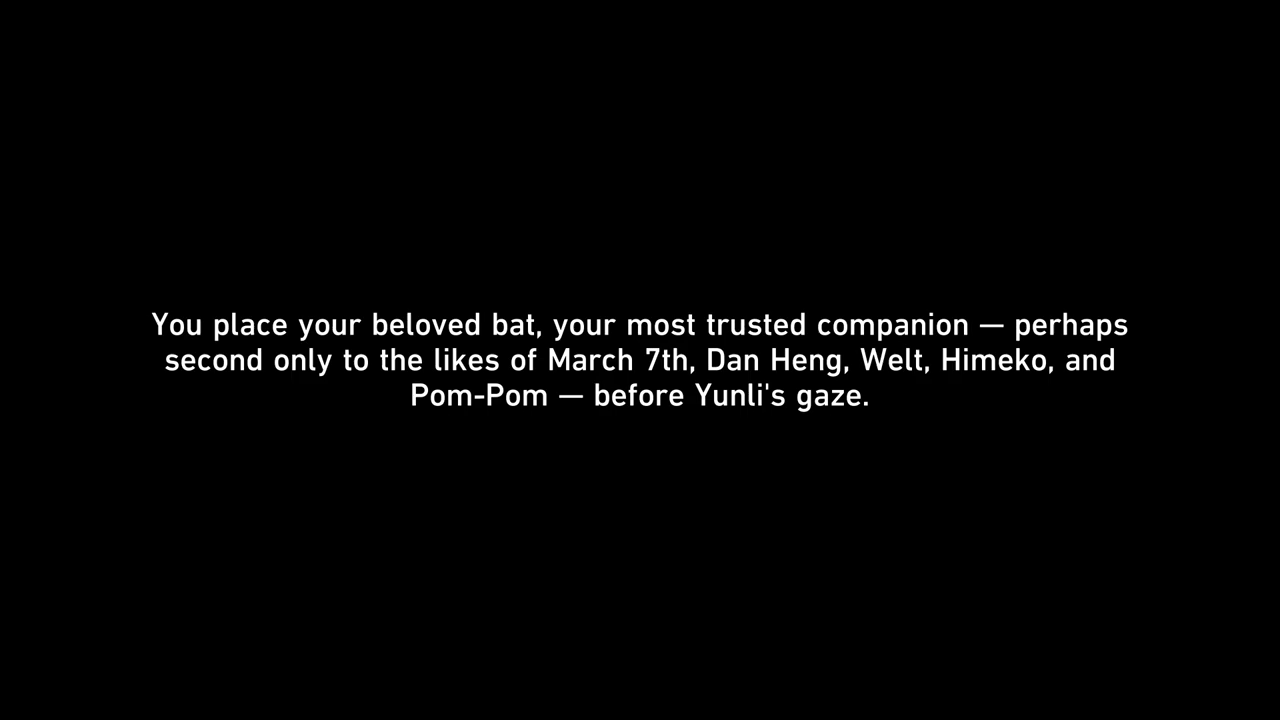 You place your beloved bat, your most trusted companion — perhaps
second only to the likes of March 7th, Dan Heng, Welt, Himeko, and
Pom-Pom — before Yunli's gaze.